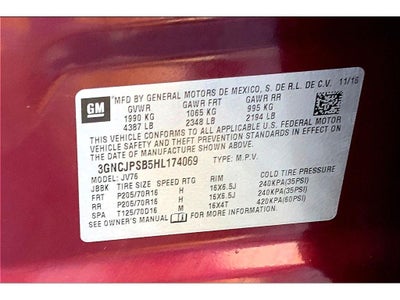 GM MFD BY GENERAL MOTORS DE MEXICO, S. DE R.L. DE C.V. 11/16
GVWR GAWR FRT GAWR RR
1990 KG 1065 KG 995 KG
4387 LB 2348 LB 2194 LB
THIS VEHICLE CONFORMS TO ALL APPLICABLE U.S. FEDERAL MOTOR
VEHICLE SAFETY AND THEFT PREVENTION STANDARDS IN EFFECT
ON THE DATE OF MANUFACTURE SHOWN ABOVE.
3GNCJPSB5HL174069 TYPE: M.P.V.
MODEL: JV76
JBBK TIRE SIZE SPEED RTG RIM COLD TIRE PRESSURE
FRT P205/70R16 H 16X6.5J 240KPA(35PSI)
RR P205/70R16 H 16X6.5J 240KPA(35PSI)
SPA T125/70D16 M 16X4T 420KPA(60PSI)
SEE OWNER'S MANUAL